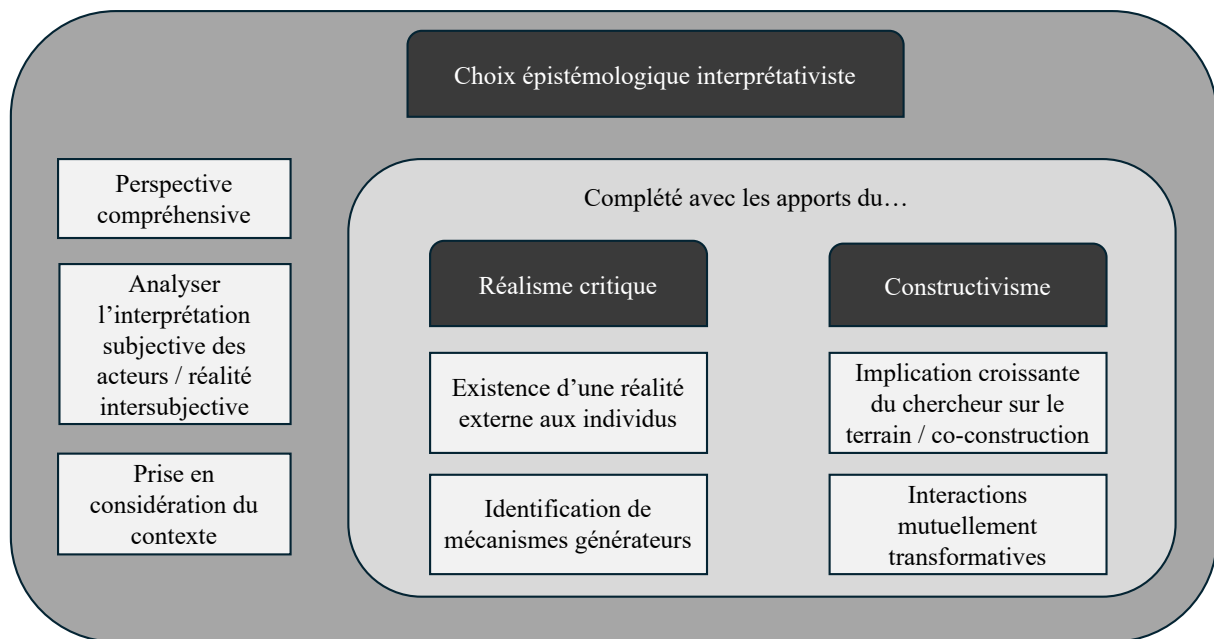 Choix épistémologique interprétativiste
Perspective
compréhensive
Analyser
l’interprétation
subjective des
acteurs / réalité
intersubjective
Prise en
considération du
contexte
Complété avec les apports du…
Réalisme critique
Existence d’une réalité
externe aux individus
Identification de
mécanismes générateurs
Constructivisme
Implication croissante
du chercheur sur le
terrain / co-construction
Interactions
mutuellement
transformatives